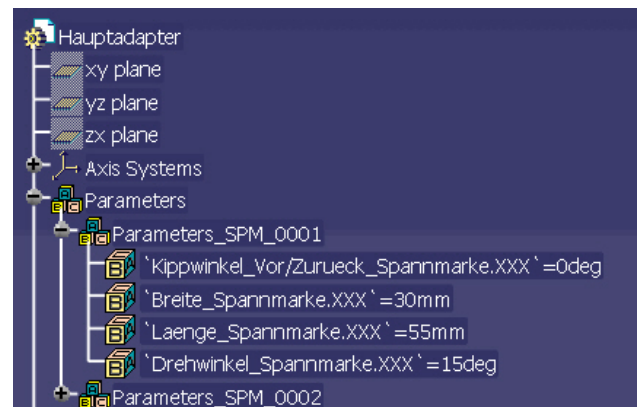 Hauptadapter
xy plane
yz plane
zx plane
Axis Systems
Parameters
Parameters_SPM_0001
`Kippwinkel_Vor/Zurueck_Spannmarke.XXX`=0deg
`Breite_Spannmarke.XXX`=30mm
`Laenge_Spannmarke.XXX`=55mm
`Drehwinkel_Spannmarke.XXX`=15deg
Parameters_SPM_0002